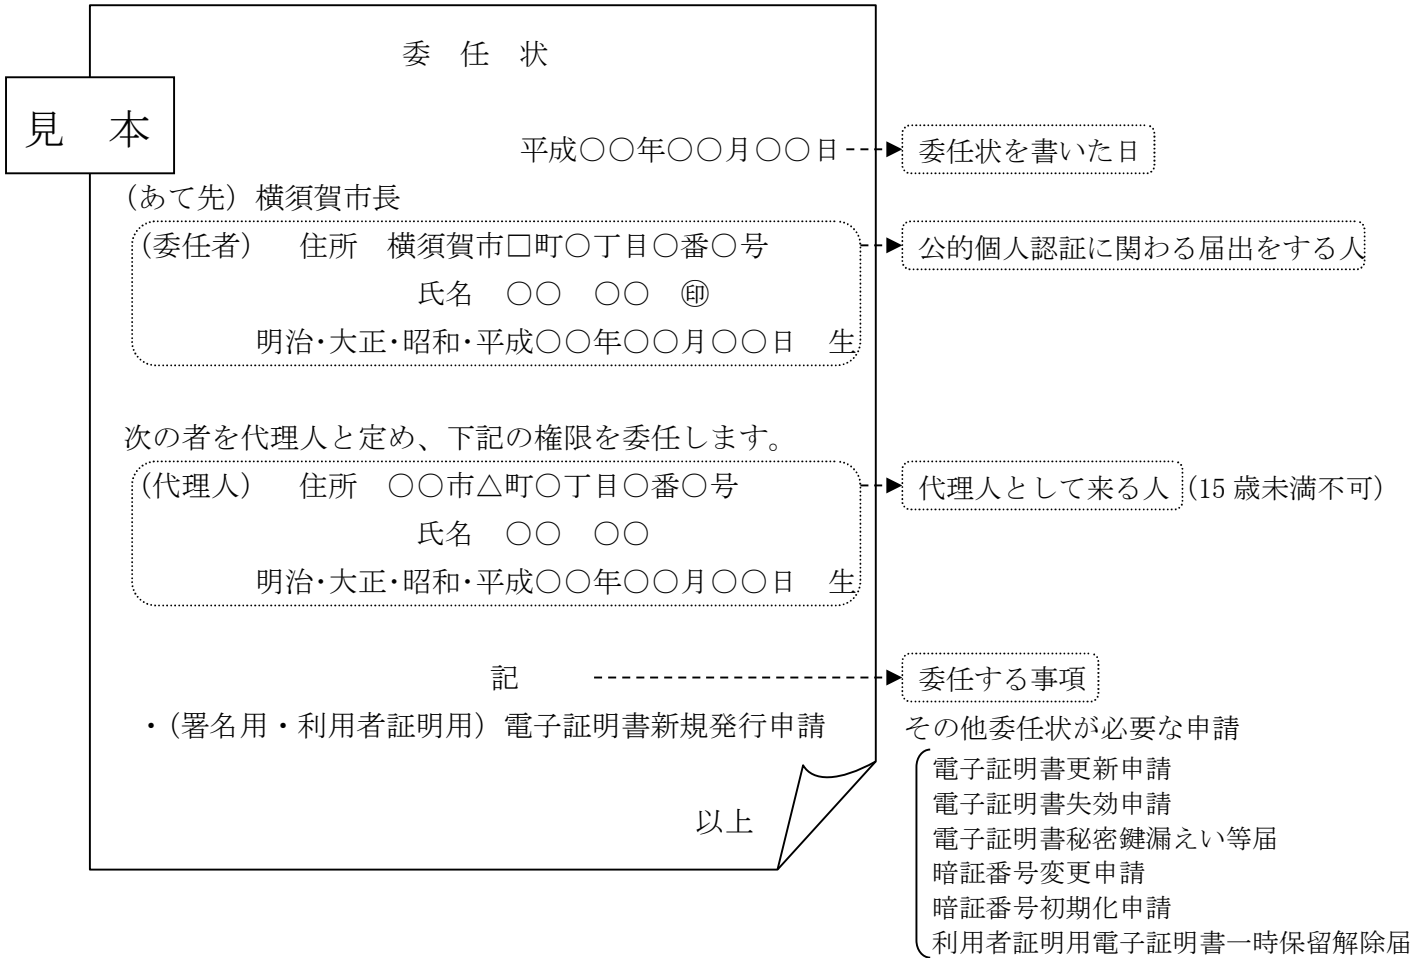 委　任　状
見　本
平成○○年○○月○○日
委任状を書いた日
(あて先) 横須賀市長
(委任者)　住所　横須賀市□町○丁目○番○号
公的個人認証に関わる届出をする人
氏名　○○　○○　㊞
明治・大正・昭和・平成○○年○○月○○日　生
次の者を代理人と定め、下記の権限を委任します。
(代理人)　住所　○○市△町○丁目○番○号
代理人として来る人 (15 歳未満不可)
氏名　○○　○○
明治・大正・昭和・平成○○年○○月○○日　生
記
委任する事項
・(署名用・利用者証明用) 電子証明書新規発行申請
以上
その他委任状が必要な申請
電子証明書更新申請
電子証明書失効申請
電子証明書秘密鍵漏えい等届
暗証番号変更申請
暗証番号初期化申請
利用者証明用電子証明書一時保留解除届